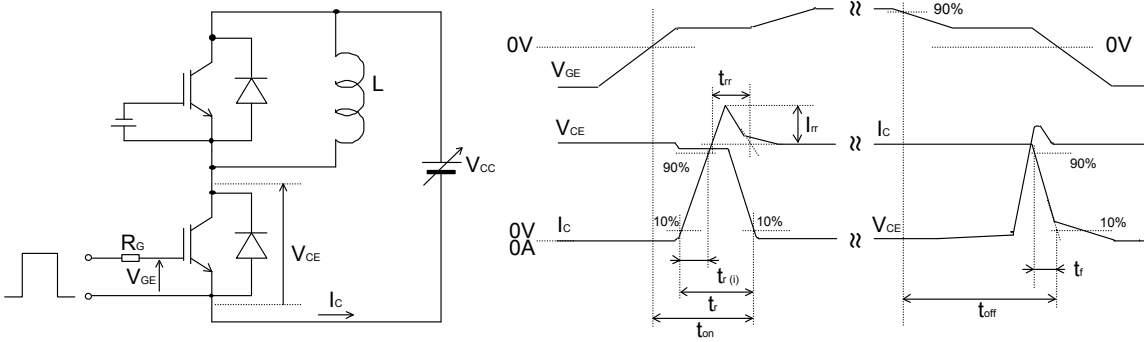 L
VCC
RG
VGE
VCE
IC
0V
VGE
90%
0V
trr
Irr
VCE
90%
IC
90%
0V
0A
IC
10%
10%
VCE
10%
tr (i)
tr
ton
tf
toff